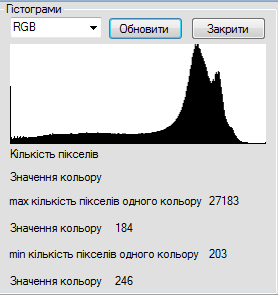 Гістограми
RGB Обновити Закрити
Кількість пікселів
Значення кольору
max кількість пікселів одного кольору 27183
Значення кольору 184
min кількість пікселів одного кольору 203
Значення кольору 246